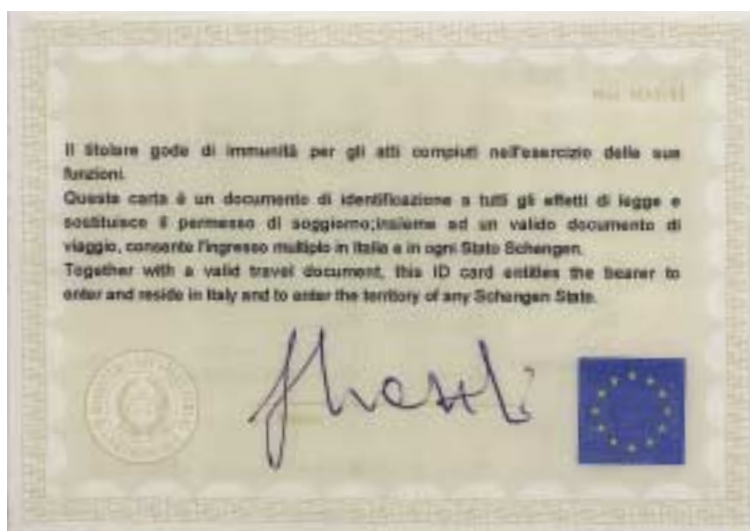 Il titolare gode di immunità per gli atti compiuti nell'esercizio delle sue
funzioni.
Questa carta è un documento di identificazione a tutti gli effetti di legge e
sostituisce il permesso di soggiorno;insieme ad un valido documento di
viaggio, consente l'ingresso multiplo in Italia e in ogni Stato Schengen.
Together with a valid travel document, this ID card entitles the bearer to
enter and reside in Italy and to enter the territory of any Schengen State.